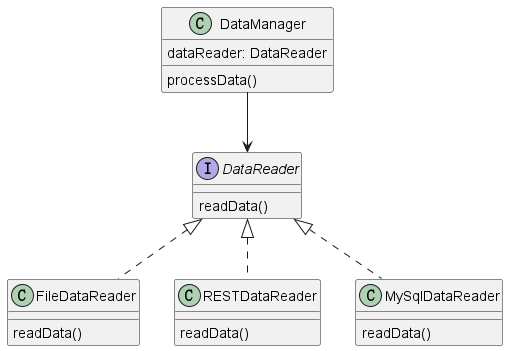 C DataManager
dataReader: DataReader
processData()
I DataReader
readData()
C FileDataReader
readData()
C RESTDataReader
readData()
C MySqlDataReader
readData()